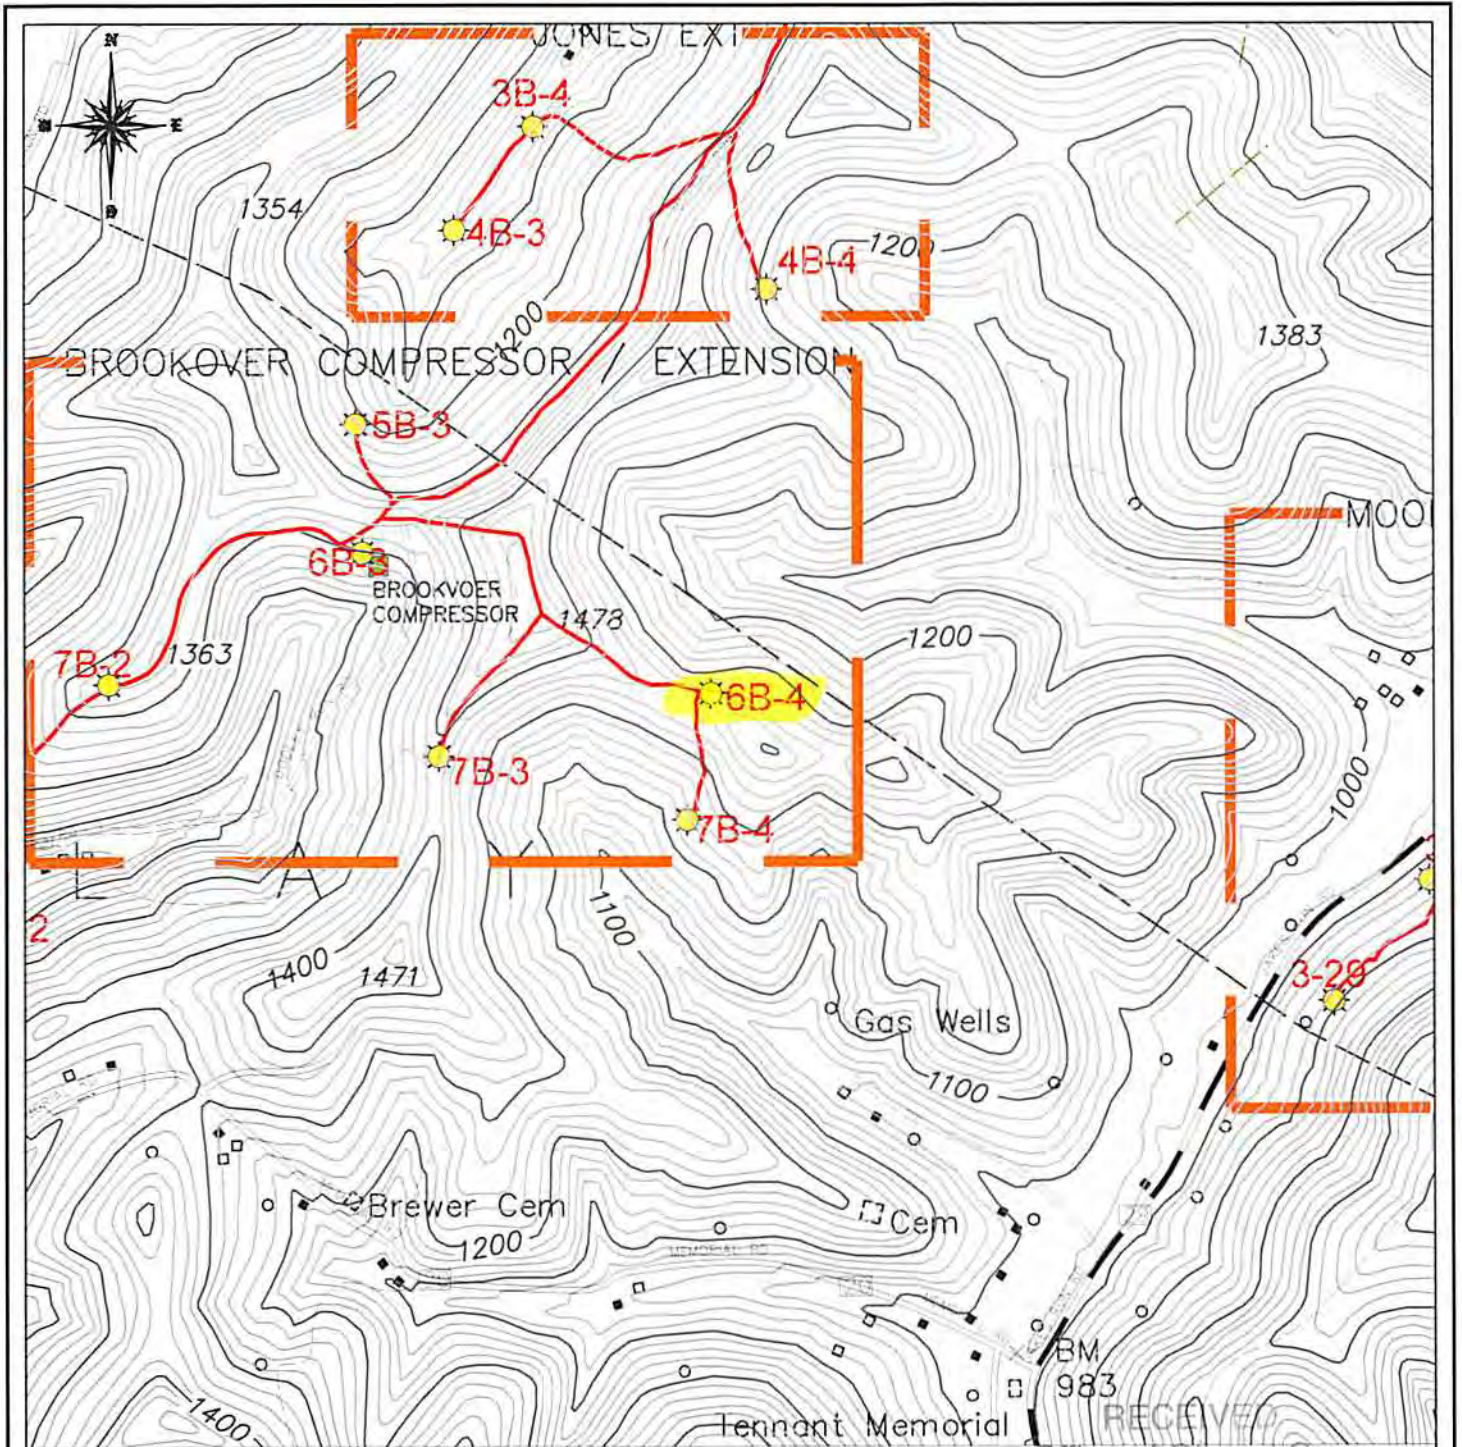 N
JONES EXT
3B-4
1354
4B-3
4B-4
1200
1200
1383
BROOKOVER COMPRESSOR / EXTENSION
5B-3
6B-3
BROOKVOER
COMPRESSOR
1478
1363
7B-2
1200
6B-4
7B-3
7B-4
1000
A
Y
2
1100
1400
1471
3-29
Gas Wells
1100
Brewer Cem
Cem
1200
MEMORIAL RD
BM
983
1400
Tennant Memorial
RECEIVED